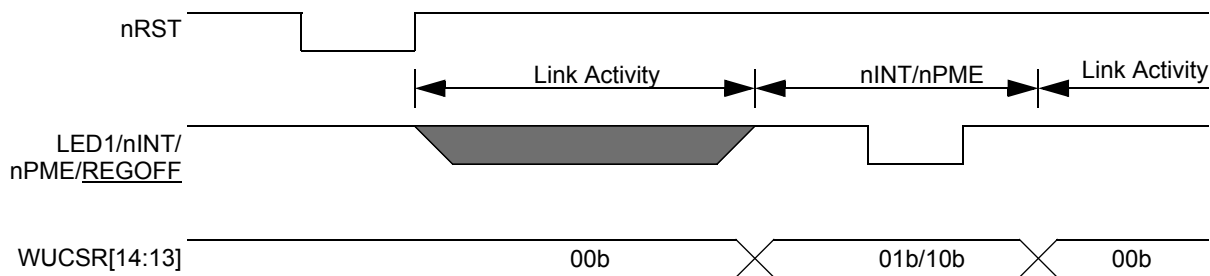 nRST
Link Activity
nINT/nPME
Link Activity
LED1/nINT/
nPME/REGOFF
WUCSR[14:13]
00b
01b/10b
00b